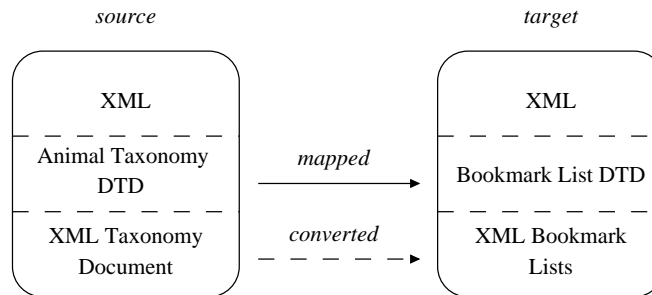 source
target
XML
XML
Animal Taxonomy
DTD
mapped
Bookmark List DTD
XML Taxonomy
Document
converted
XML Bookmark
Lists